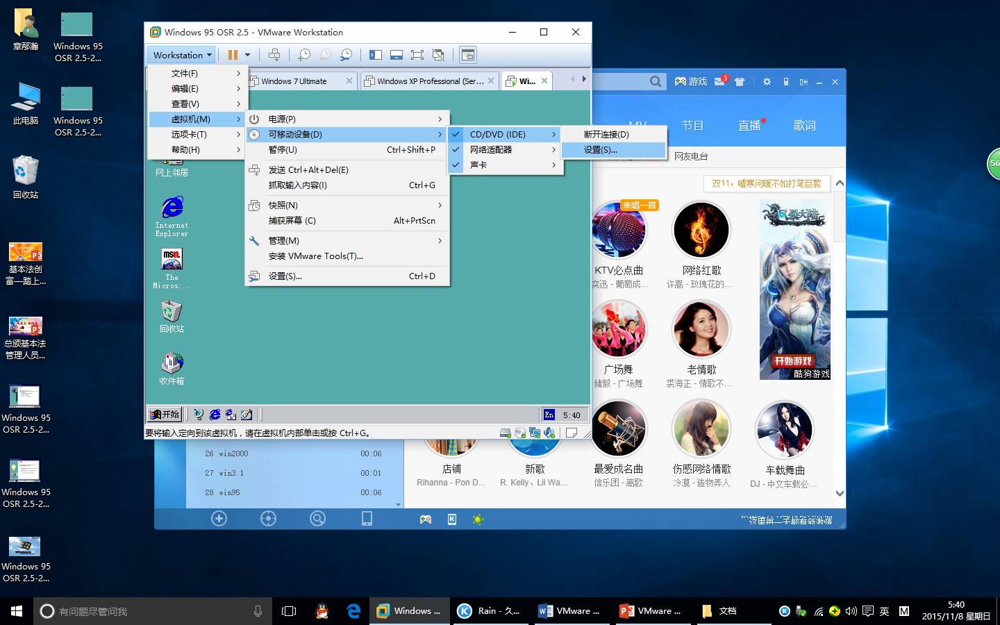 章邴瀚
Windows 95
OSR 2.5-2...
此电脑
Windows 95
OSR 2.5-2...
回收站
基本法创
富—踏上...
总颁基本法
管理人员...
Windows 95
OSR 2.5-2...
Windows 95
OSR 2.5-2...
Windows 95
OSR 2.5-2...
Windows 95 OSR 2.5 - VMware Workstation
Workstation
Windows 7 Ultimate
Windows XP Professional (Ser...
Wi...
文件(F)
编辑(E)
查看(V)
虚拟机(M)
选项卡(T)
帮助(H)
电源(P)
可移动设备(D)
暂停(U) Ctrl+Shift+P
发送 Ctrl+Alt+Del(E)
抓取输入内容(I) Ctrl+G
快照(N)
捕获屏幕 (C) Alt+PrtScn
管理(M)
安装 VMware Tools(T)...
设置(S)... Ctrl+D
CD/DVD (IDE)
网络适配器
声卡
断开连接(D)
设置(S)...
网上邻居
Internet
Explorer
msn.
The
Micros...
回收站
收件箱
开始
En 5:40
要将输入定向到该虚拟机，请在虚拟机内部单击或按 Ctrl+G。
游戏
3
MV 节目 直播 歌词
网友电台
双11，嘘寒问暖不如打笔巨款
来唱一首
KTV必点曲
奕迅 - 葡萄成...
网络红歌
许嵩 - 玫瑰花的...
广场舞
储毅 - 广场舞
老情歌
裘海正 - 情歌不...
开始游戏
酷狗游戏
店铺
Rihanna - Pon D...
新歌
R. Kelly、Lil Wa...
最爱成名曲
信乐团 - 离歌
伤感网络情歌
冷漠 - 造物弄人
车载舞曲
DJ - 中文车载必...
26 win2000 00:06
27 win3.1 00:01
28 win95 00:06
56
有问题尽管问我
Windows ...
Rain - 久...
VMware ...
VMware ...
文档
英
M
5:40
2015/11/8 星期日